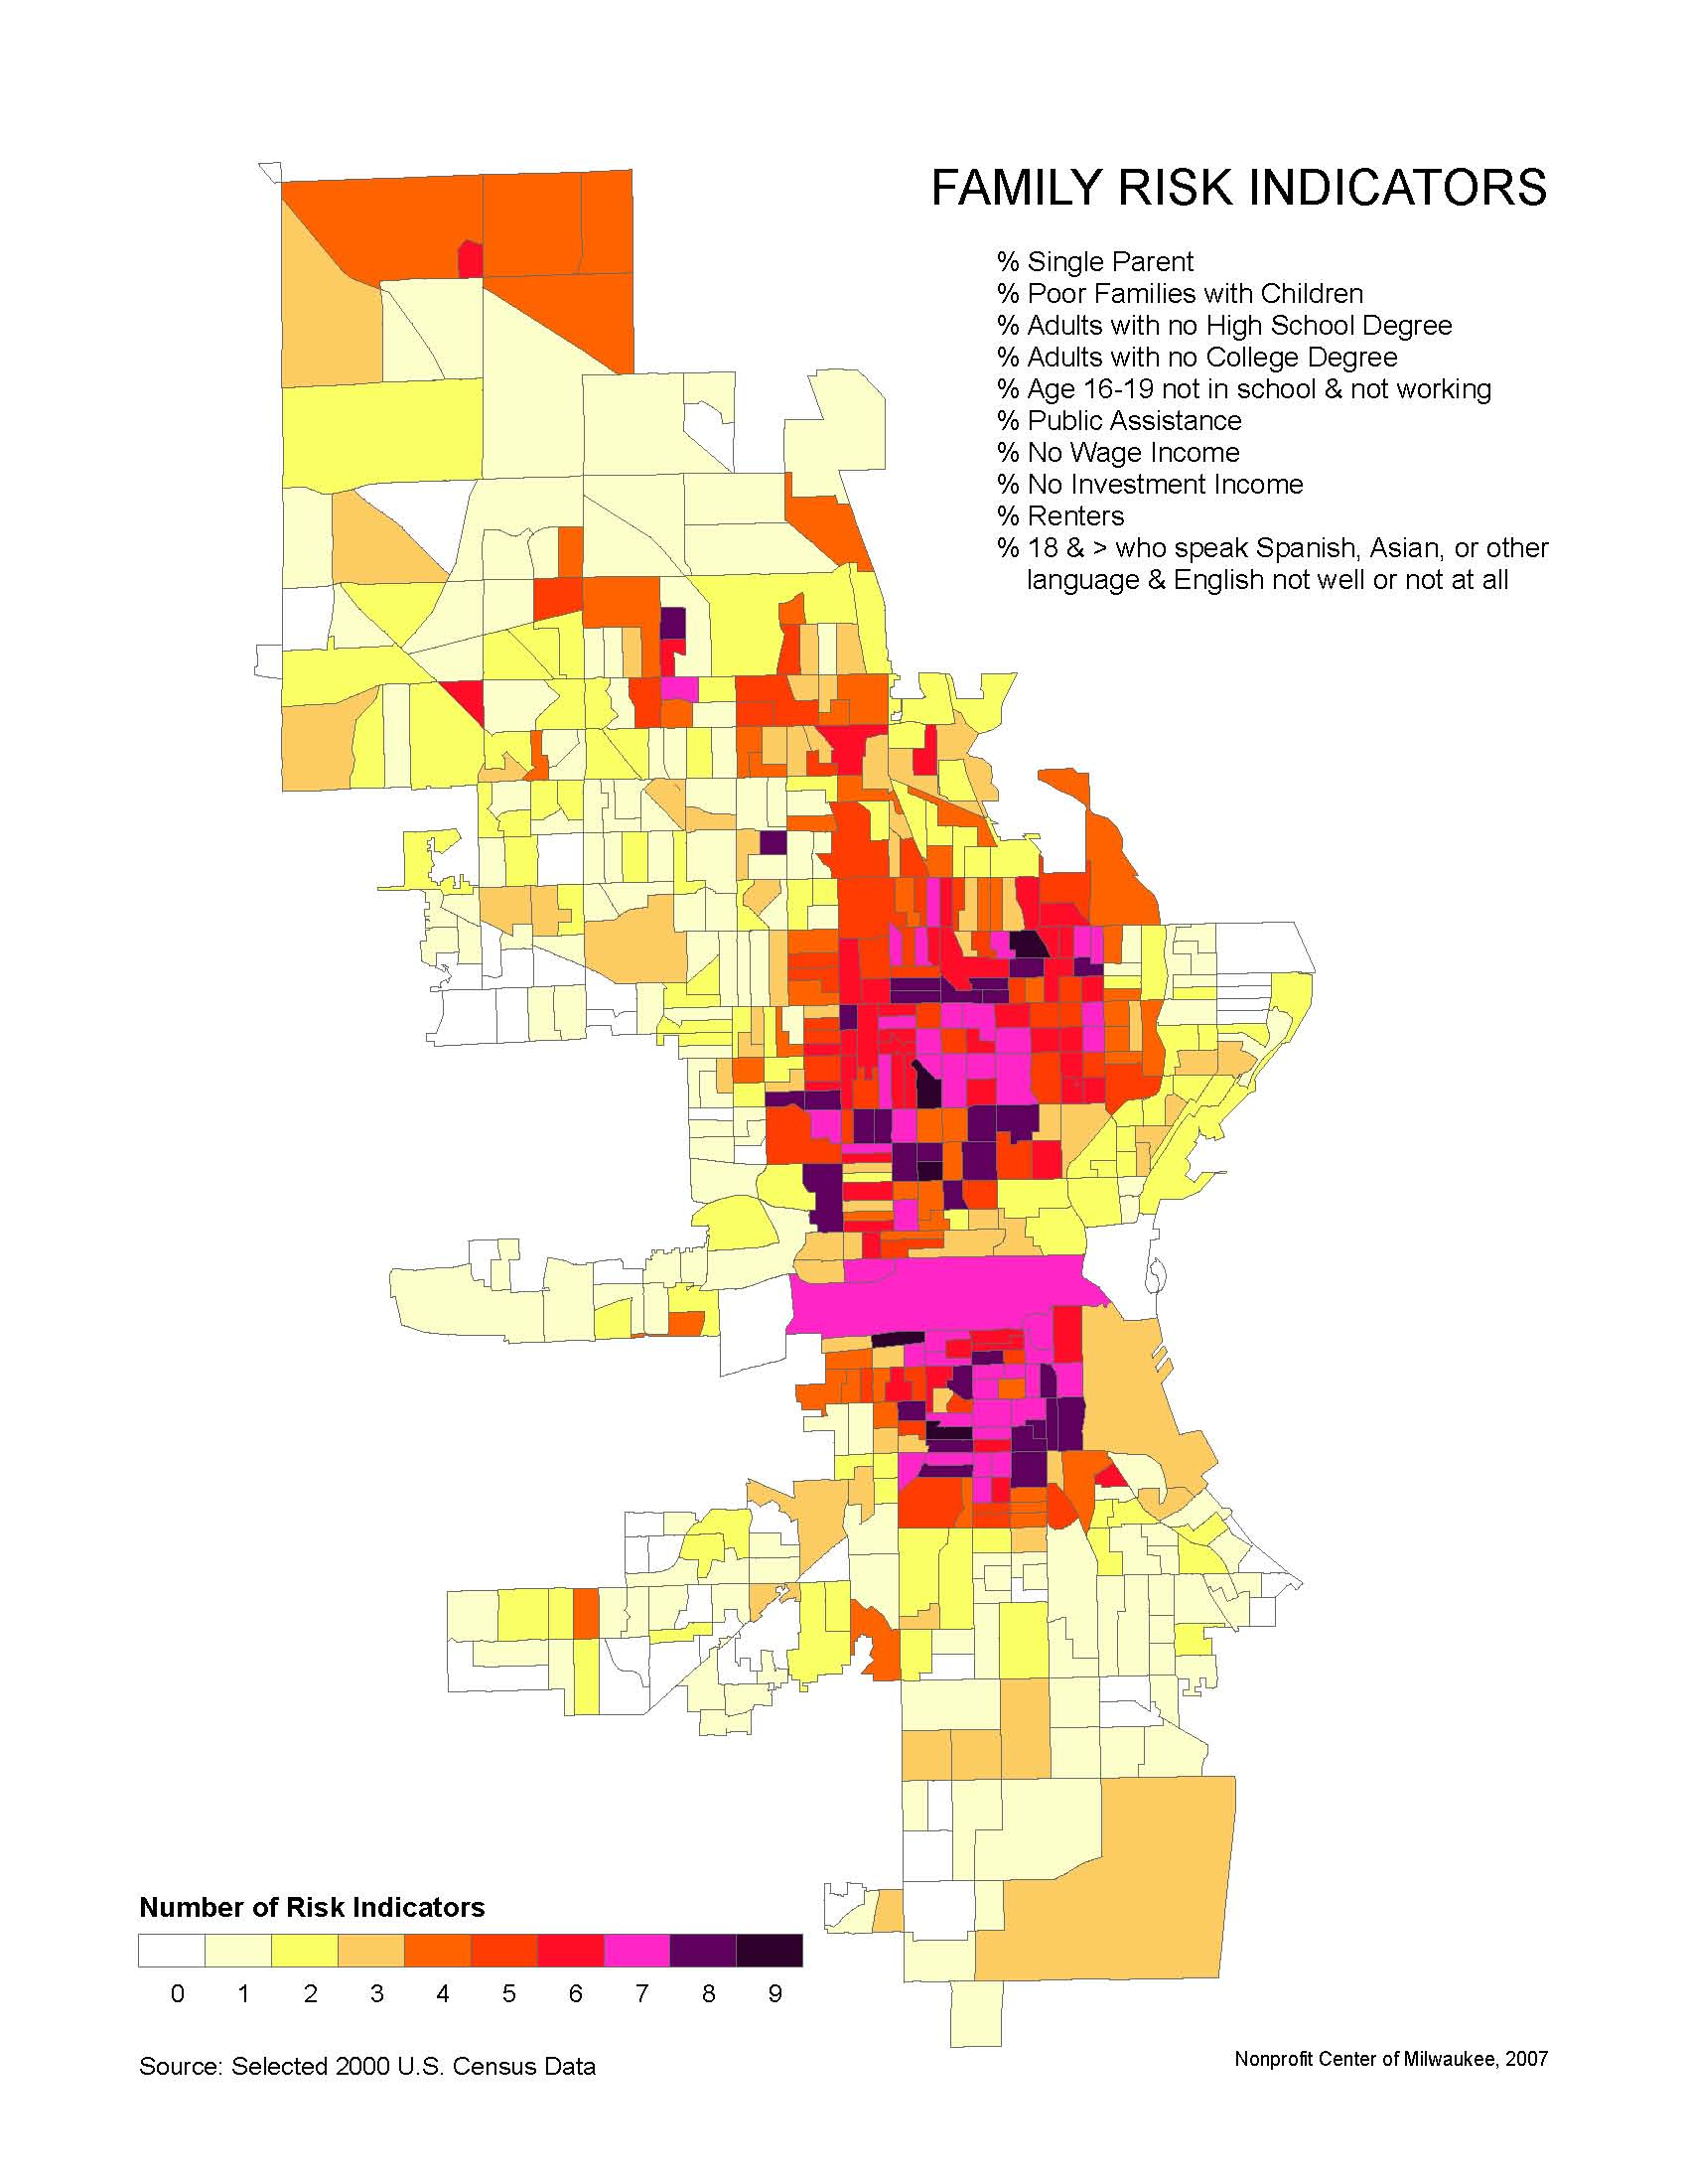 FAMILY RISK INDICATORS
% Single Parent
% Poor Families with Children
% Adults with no High School Degree
% Adults with no College Degree
% Age 16-19 not in school & not working
% Public Assistance
% No Wage Income
% No Investment Income
% Renters
% 18 & > who speak Spanish, Asian, or other
language & English not well or not at all
Number of Risk Indicators
0 1 2 3 4 5 6 7 8 9
Source: Selected 2000 U.S. Census Data
Nonprofit Center of Milwaukee, 2007